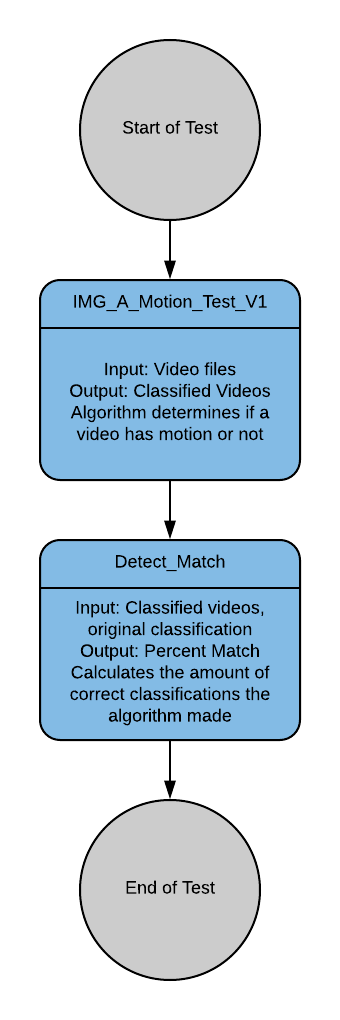 Start of Test
IMG_A_Motion_Test_V1
Input: Video files
Output: Classified Videos
Algorithm determines if a
video has motion or not
Detect_Match
Input: Classified videos,
original classification
Output: Percent Match
Calculates the amount of
correct classifications the
algorithm made
End of Test